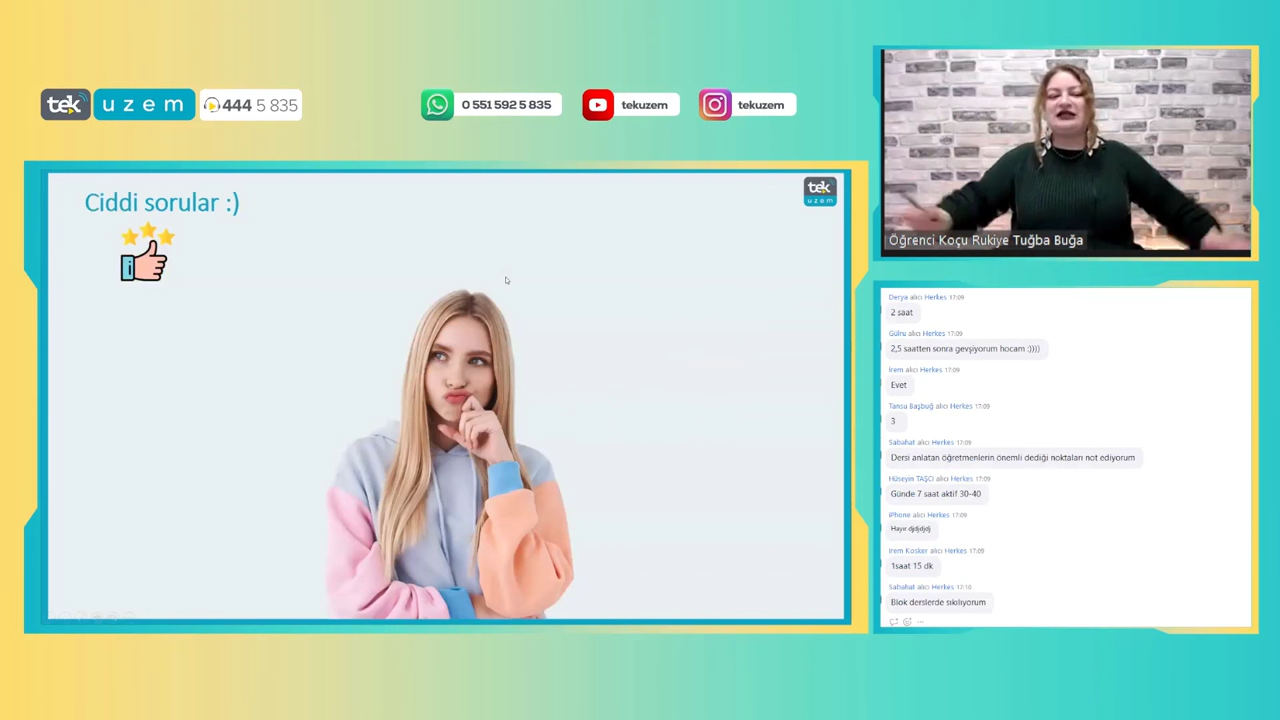 tek uzem 444 5 835
0 551 592 5 835
tekuzem
tekuzem
Ciddi sorular :)
tek
uzem
Öğrenci Koçu Rukiye Tuğba Buğa
Derya alıcı Herkes 17:09
2 saat
Gülru alıcı Herkes 17:09
2,5 saatten sonra gevşiyorum hocam :))))
İrem alıcı Herkes 17:09
Evet
Tansu Başbuğ alıcı Herkes 17:09
3
Sabahat alıcı Herkes 17:09
Dersi anlatan öğretmenlerin önemli dediği noktaları not ediyorum
Hüseyin TAŞCI alıcı Herkes 17:09
Günde 7 saat aktif 30-40
iPhone alıcı Herkes 17:09
Hayır djdjdjdj
Irem Kosker alıcı Herkes 17:09
1saat 15 dk
Sabahat alıcı Herkes 17:10
Blok derslerde sıkılıyorum